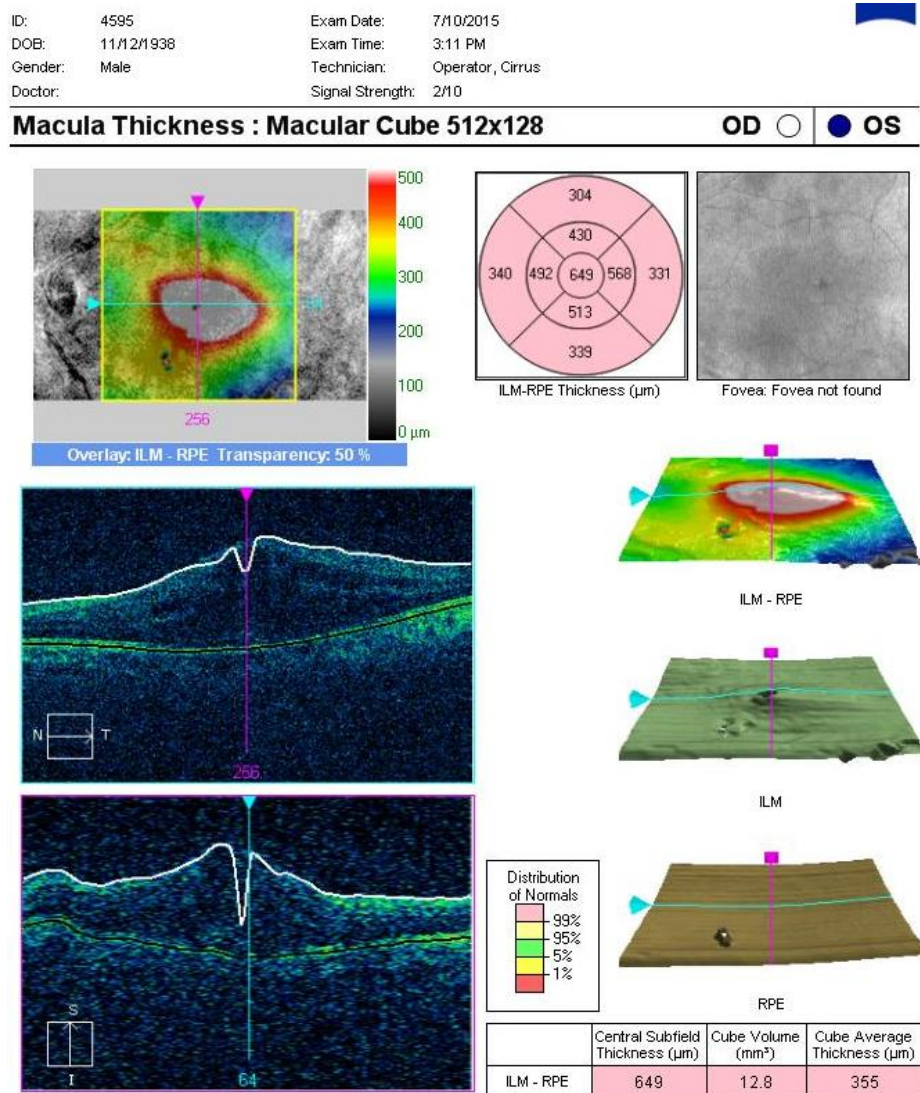 ID: 4595 Exam Date: 7/10/2015
DOB: 11/12/1938 Exam Time: 3:11 PM
Gender: Male Technician: Operator, Cirrus
Doctor: Signal Strength: 2/10
Macula Thickness : Macular Cube 512x128 OD OS
500
400
300
200
100
0 µm
256
Overlay: ILM - RPE Transparency: 50 %
304
430
340 492 649 568 331
513
339
ILM-RPE Thickness (µm)
Fovea: Fovea not found
ILM - RPE
N T
256
ILM
S
I
64
Distribution
of Normals
99%
95%
5%
1%
RPE
Central Subfield Thickness (µm) Cube Volume (mm³) Cube Average Thickness (µm)
ILM - RPE 649 12.8 355